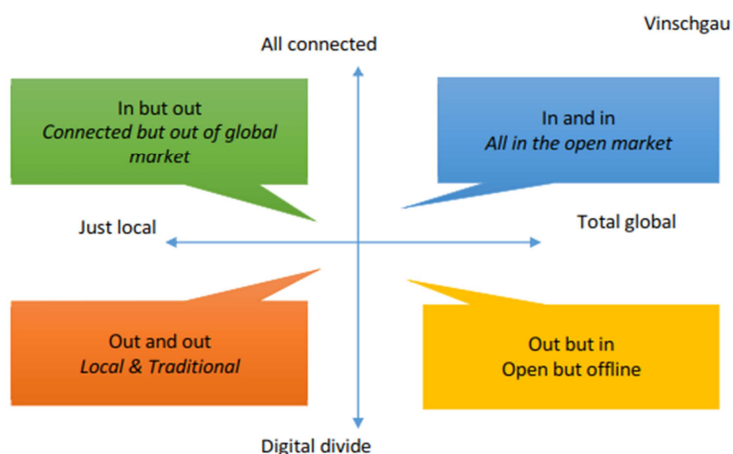 Vinschgau
All connected
In but out
Connected but out of global
market
In and in
All in the open market
Just local
Total global
Out and out
Local & Traditional
Out but in
Open but offline
Digital divide